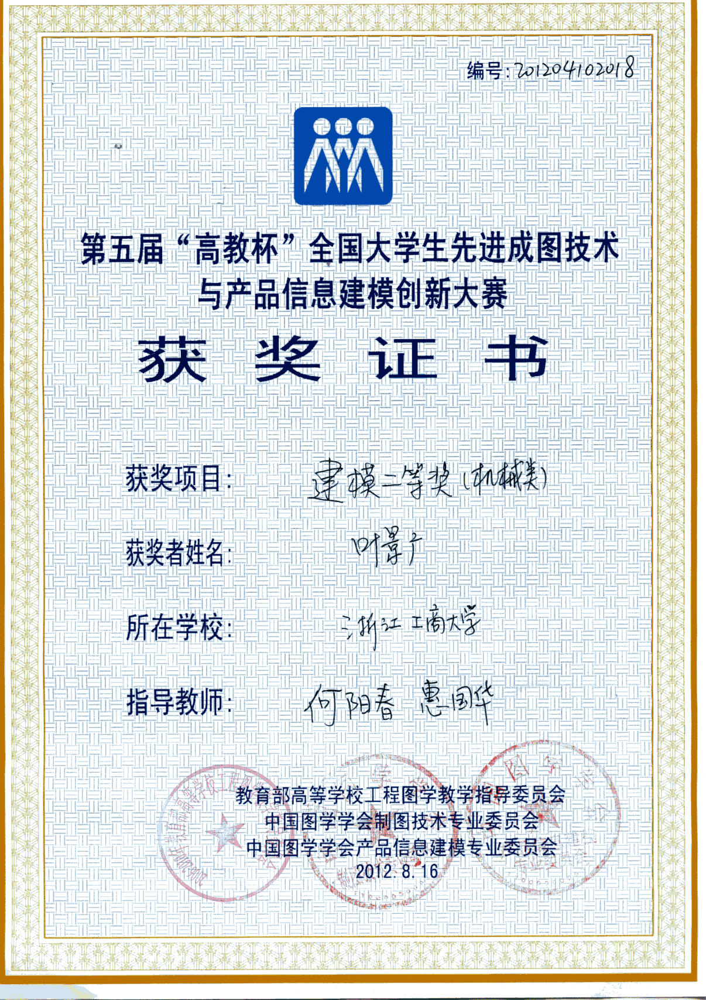 编号:201204102018
第五届“高教杯”全国大学生先进成图技术
与产品信息建模创新大赛
获奖证书
获奖项目: 建模二等奖(机械类)
获奖者姓名: 叶景广
所在学校: 浙江工商大学
指导教师: 何阳春 惠国华
教育部高等学校工程图学教学指导委员会
中国图学学会制图技术专业委员会
中国图学学会产品信息建模专业委员会
2012.8.16